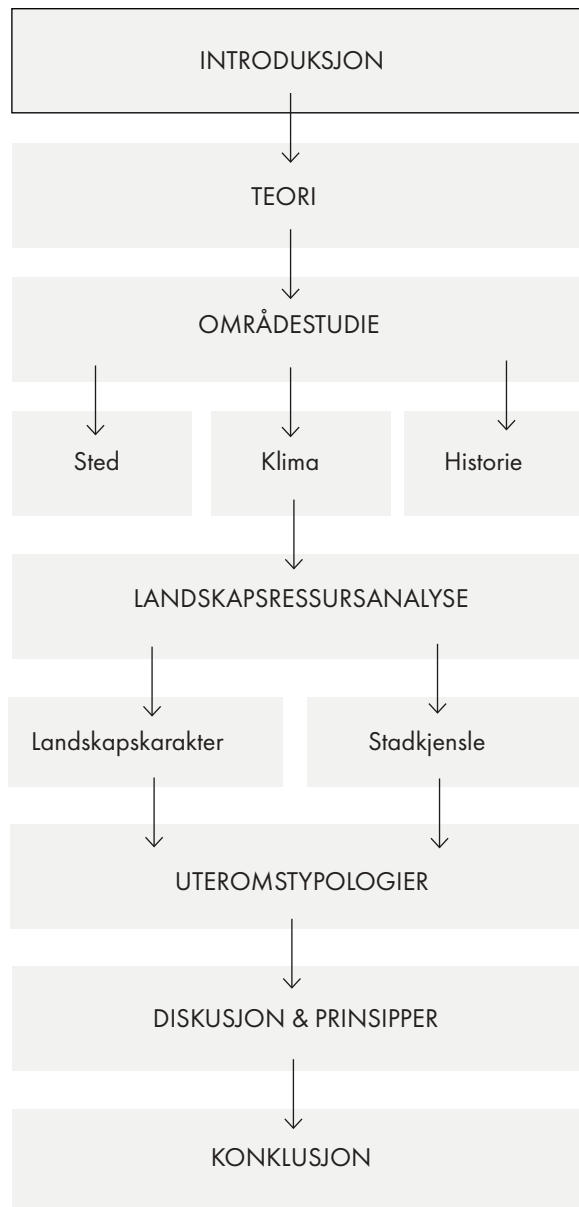 INTRODUKSJON
TEORI
OMRÅDESTUDIE
Sted
Klima
Historie
LANDSKAPSRESSURSANALYSE
Landskapskarakter
Stadkjensle
UTEROMSTYPOLOGIER
DISKUSJON & PRINSIPPER
KONKLUSJON